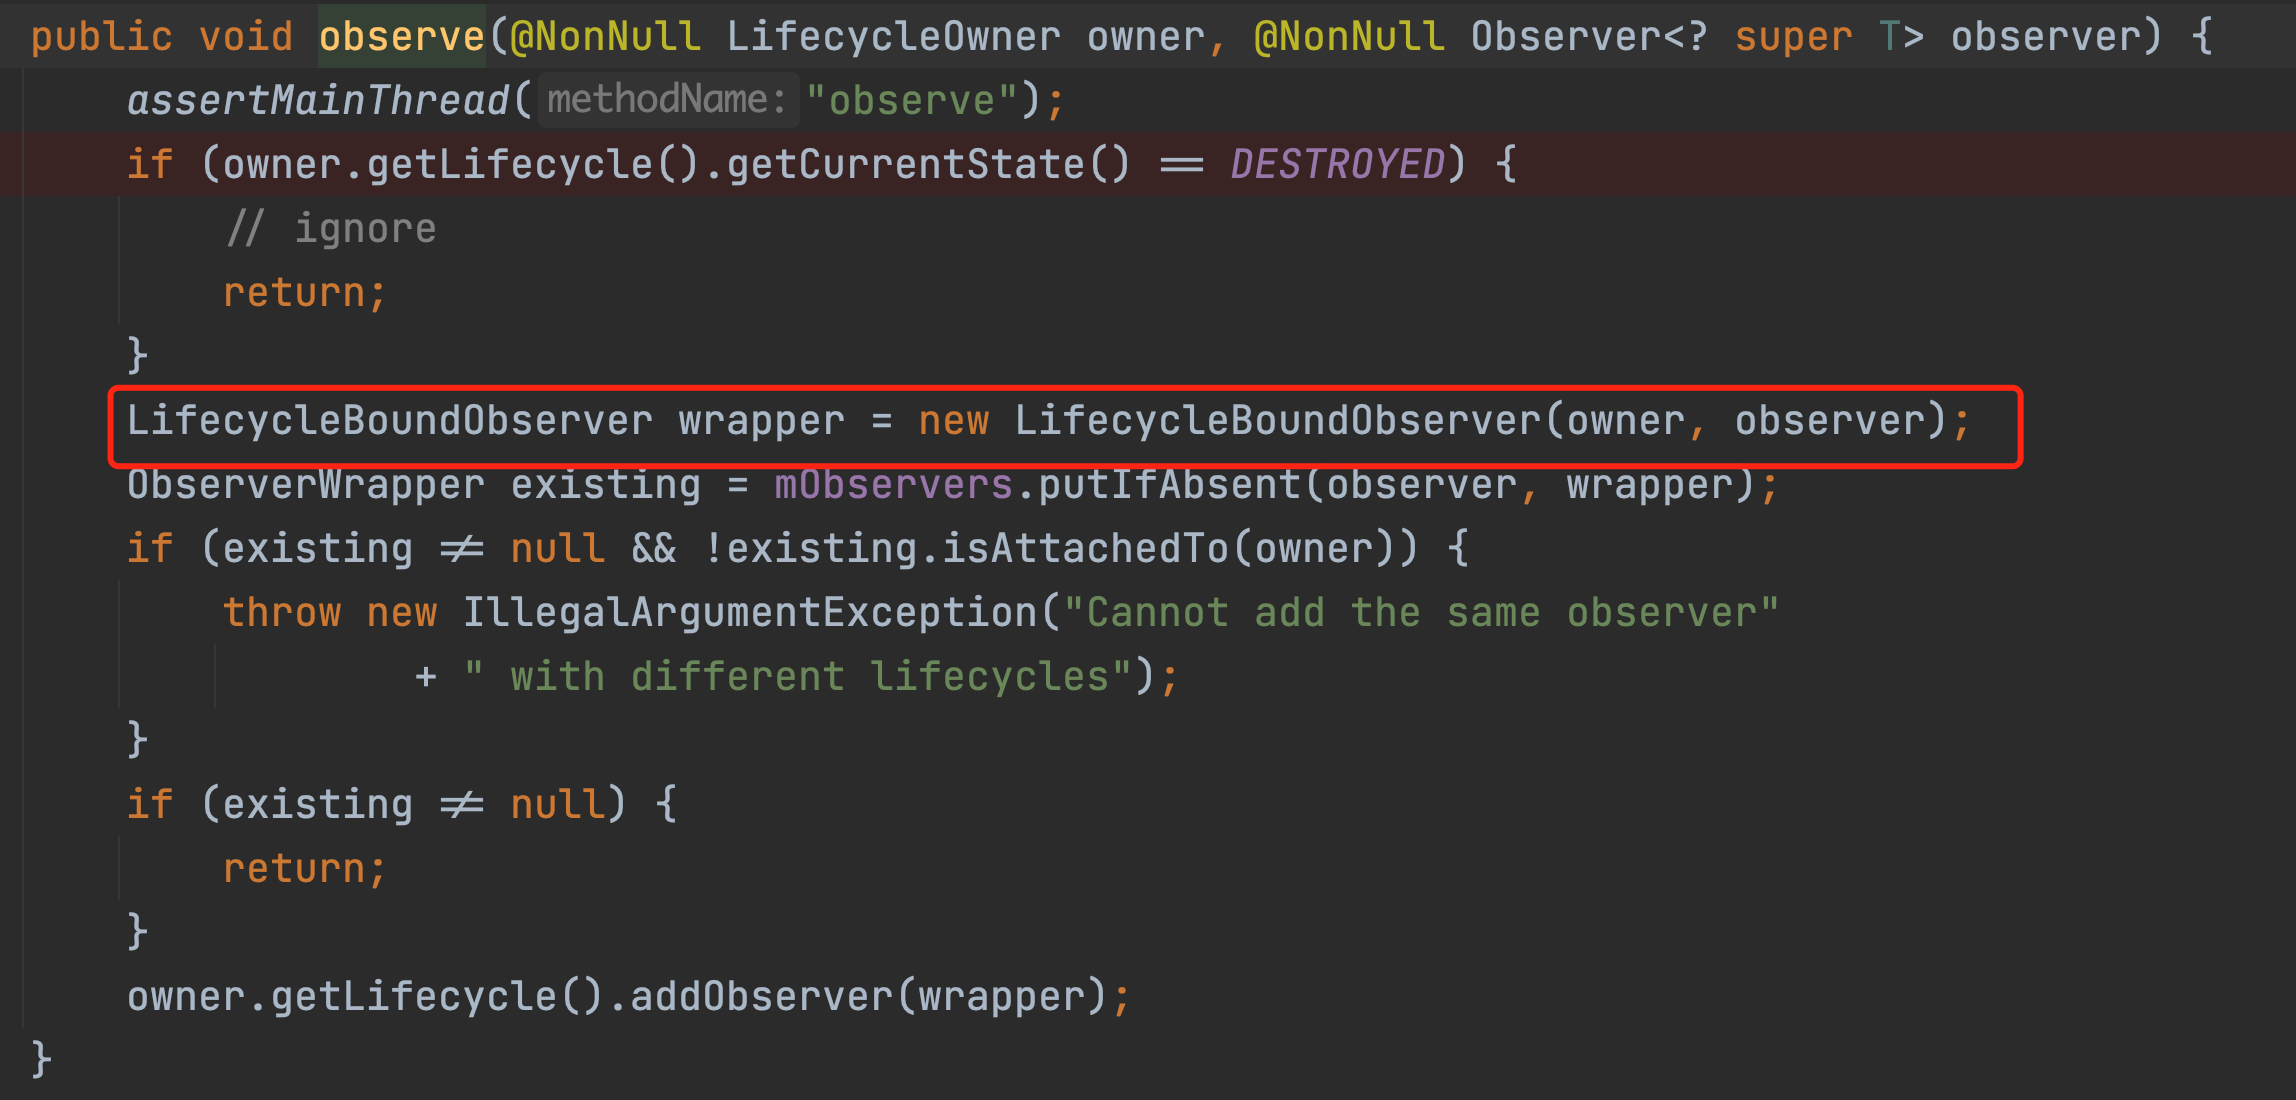 public void observe(@NonNull LifecycleOwner owner, @NonNull Observer<? super T> observer) {
    assertMainThread( methodName: "observe");
    if (owner.getLifecycle().getCurrentState() == DESTROYED) {
        // ignore
        return;
    }
    LifecycleBoundObserver wrapper = new LifecycleBoundObserver(owner, observer);
    ObserverWrapper existing = mObservers.putIfAbsent(observer, wrapper);
    if (existing != null && !existing.isAttachedTo(owner)) {
        throw new IllegalArgumentException("Cannot add the same observer"
                + " with different lifecycles");
    }
    if (existing != null) {
        return;
    }
    owner.getLifecycle().addObserver(wrapper);
}